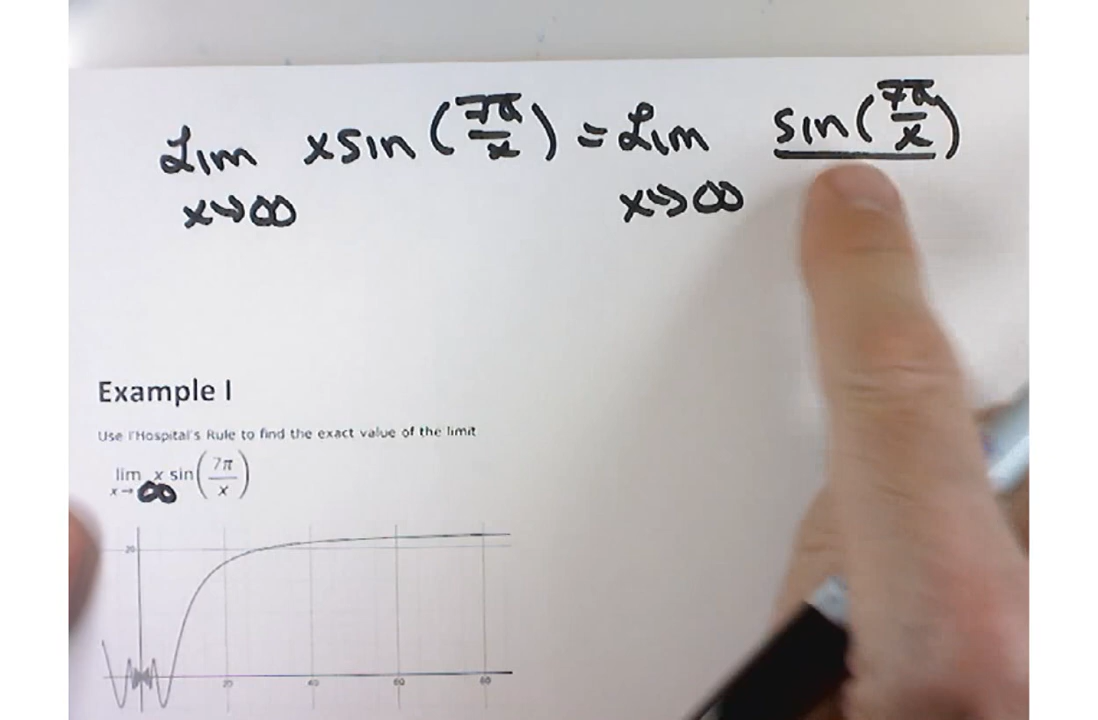 Lim x sin (7π/x) = Lim sin(7π/x)
x→∞ x→∞
Example I
Use l'Hospital's Rule to find the exact value of the limit
lim x sin(7π/x)
x→∞
20
20 40 60 80